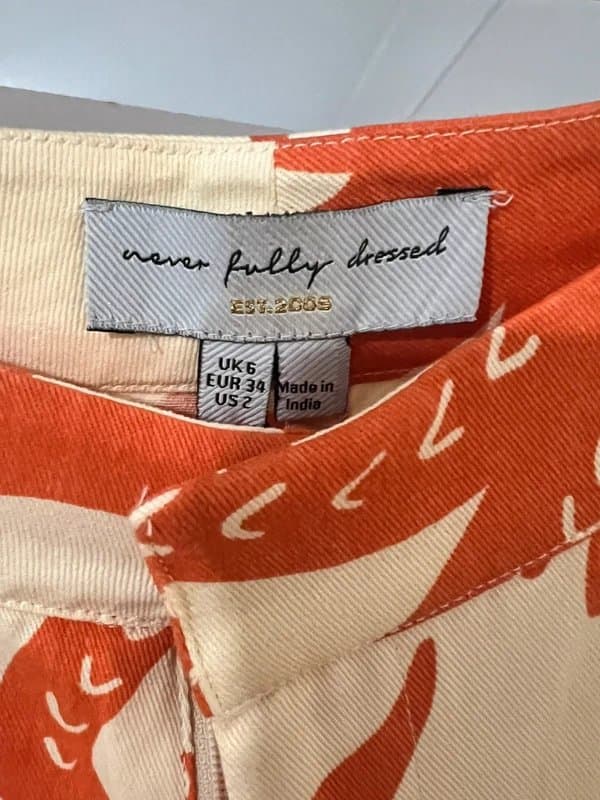 never fully dressed
EST.2009
UK 6
EUR 34
US 2
Made in
India